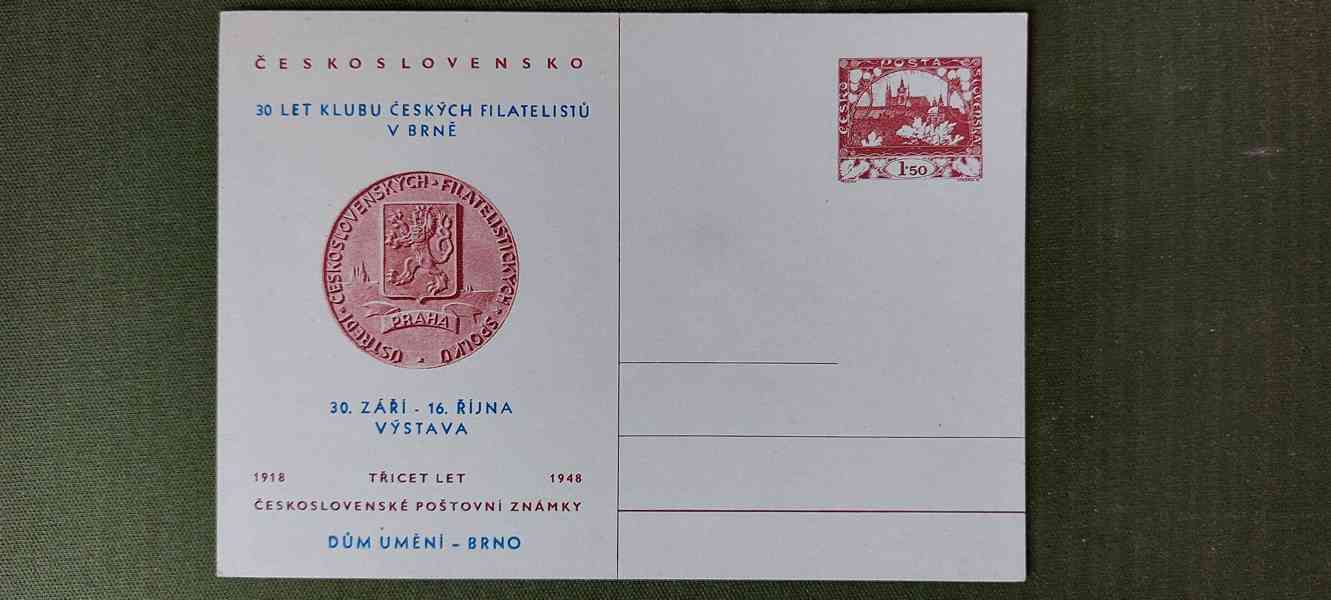 ČESKOSLOVENSKO
30 LET KLUBU ČESKÝCH FILATELISTŮ
V BRNĚ
ÚSTŘEDÍ · ČESKOSLOVENSKÝCH · FILATELISTICKÝCH · SPOLKŮ ·
PRAHA
30. ZÁŘÍ - 16. ŘÍJNA
VÝSTAVA
1918 TŘICET LET 1948
ČESKOSLOVENSKÉ POŠTOVNÍ ZNÁMKY
DŮM UMĚNÍ - BRNO
POŠTA
ČESKO
SLOVENSKÁ
1·50